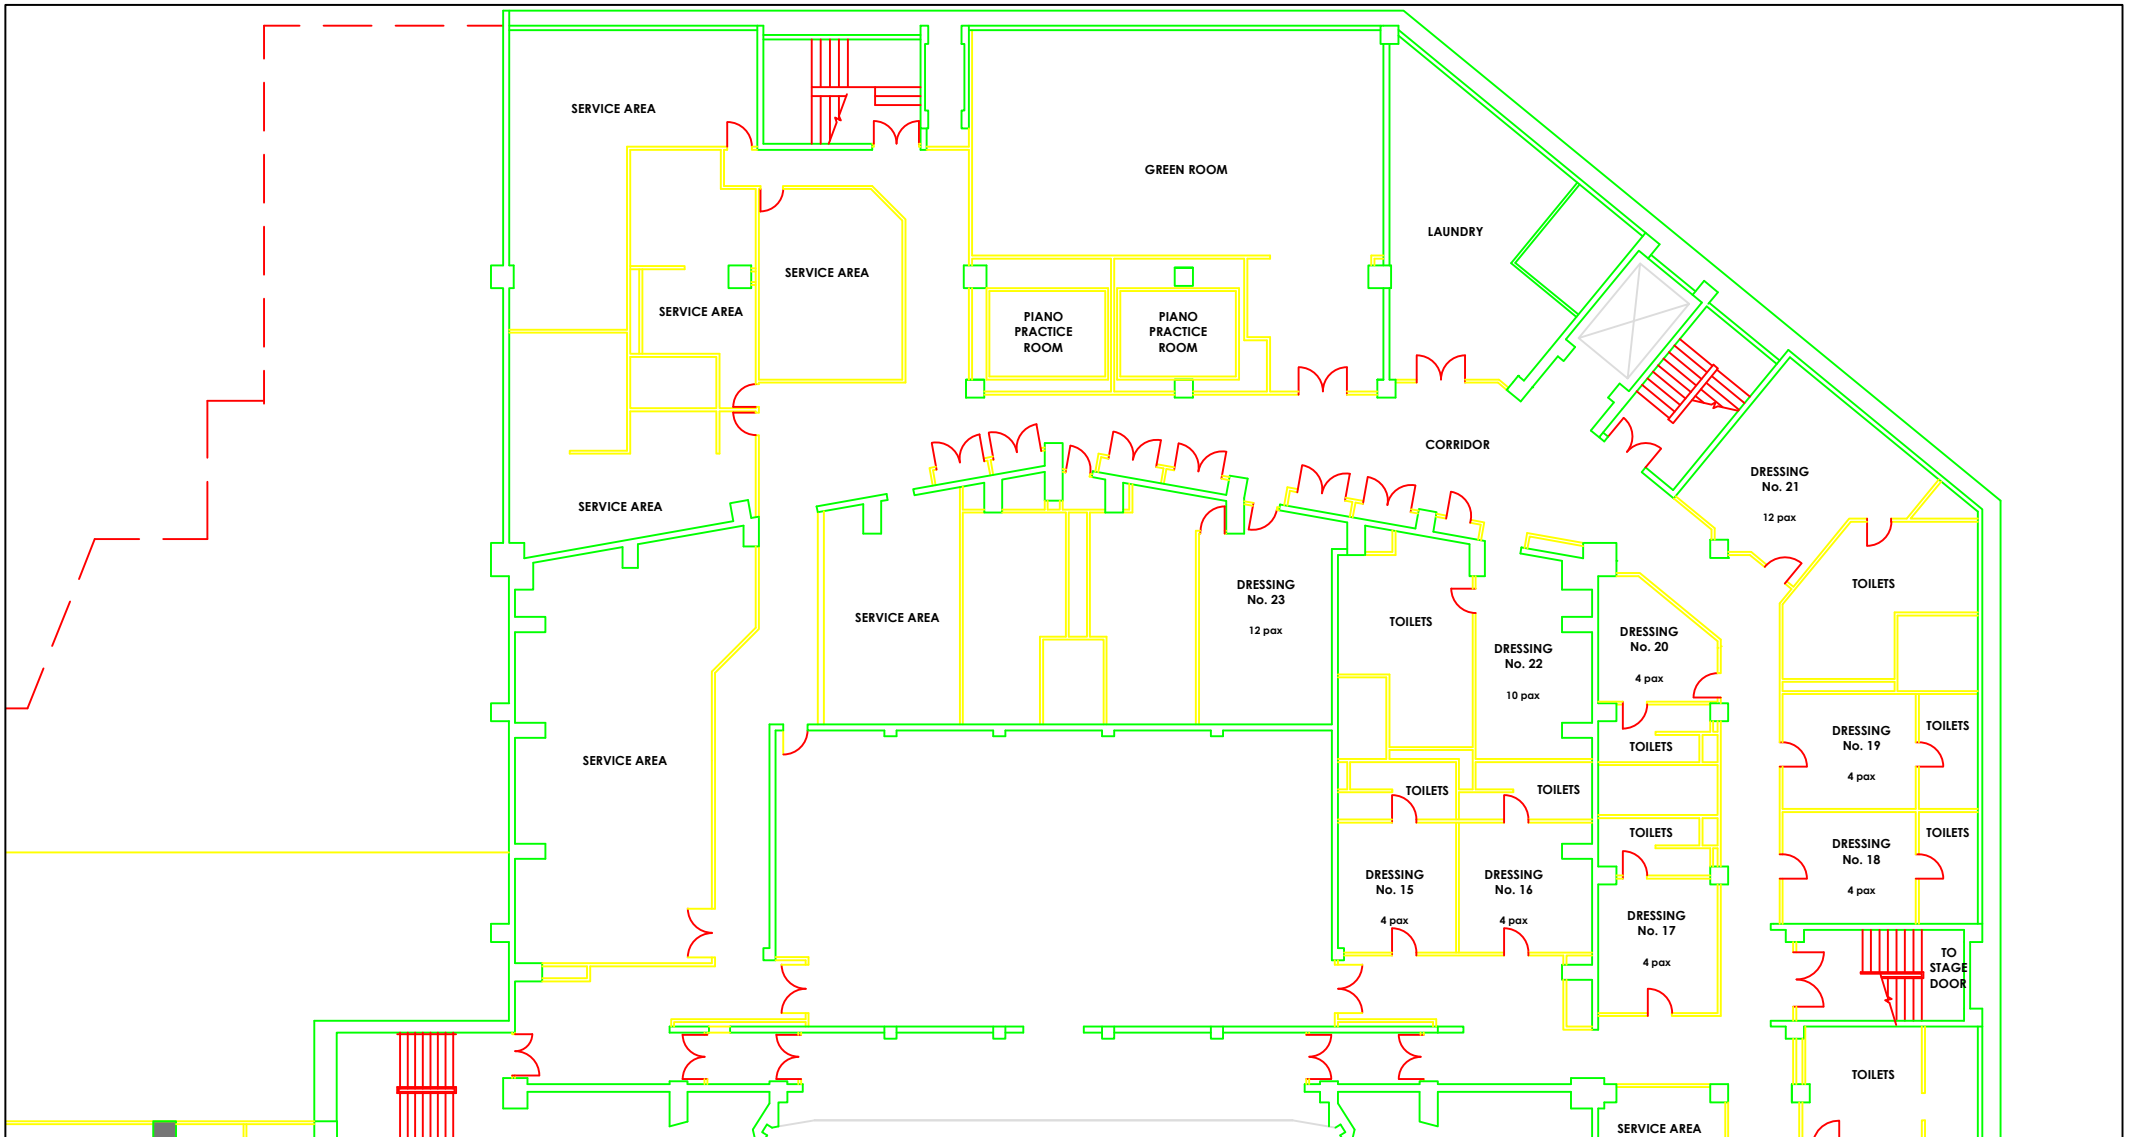 SERVICE AREA
GREEN ROOM
LAUNDRY
SERVICE AREA
SERVICE AREA
PIANO
PRACTICE
ROOM
PIANO
PRACTICE
ROOM
CORRIDOR
SERVICE AREA
DRESSING
No. 21
12 pax
TOILETS
SERVICE AREA
DRESSING
No. 23
12 pax
TOILETS
DRESSING
No. 22
10 pax
DRESSING
No. 20
4 pax
SERVICE AREA
TOILETS
DRESSING
No. 19
4 pax
TOILETS
TOILETS
TOILETS
TOILETS
DRESSING
No. 18
4 pax
TOILETS
DRESSING
No. 15
4 pax
DRESSING
No. 16
4 pax
DRESSING
No. 17
4 pax
TO
STAGE
DOOR
TOILETS
SERVICE AREA